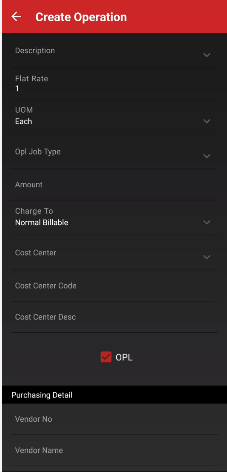 Create Operation
Description
Flat Rate
1
UOM
Each
Opl Job Type
Amount
Charge To
Normal Billable
Cost Center
Cost Center Code
Cost Center Desc
OPL
Purchasing Detail
Vendor No
Vendor Name